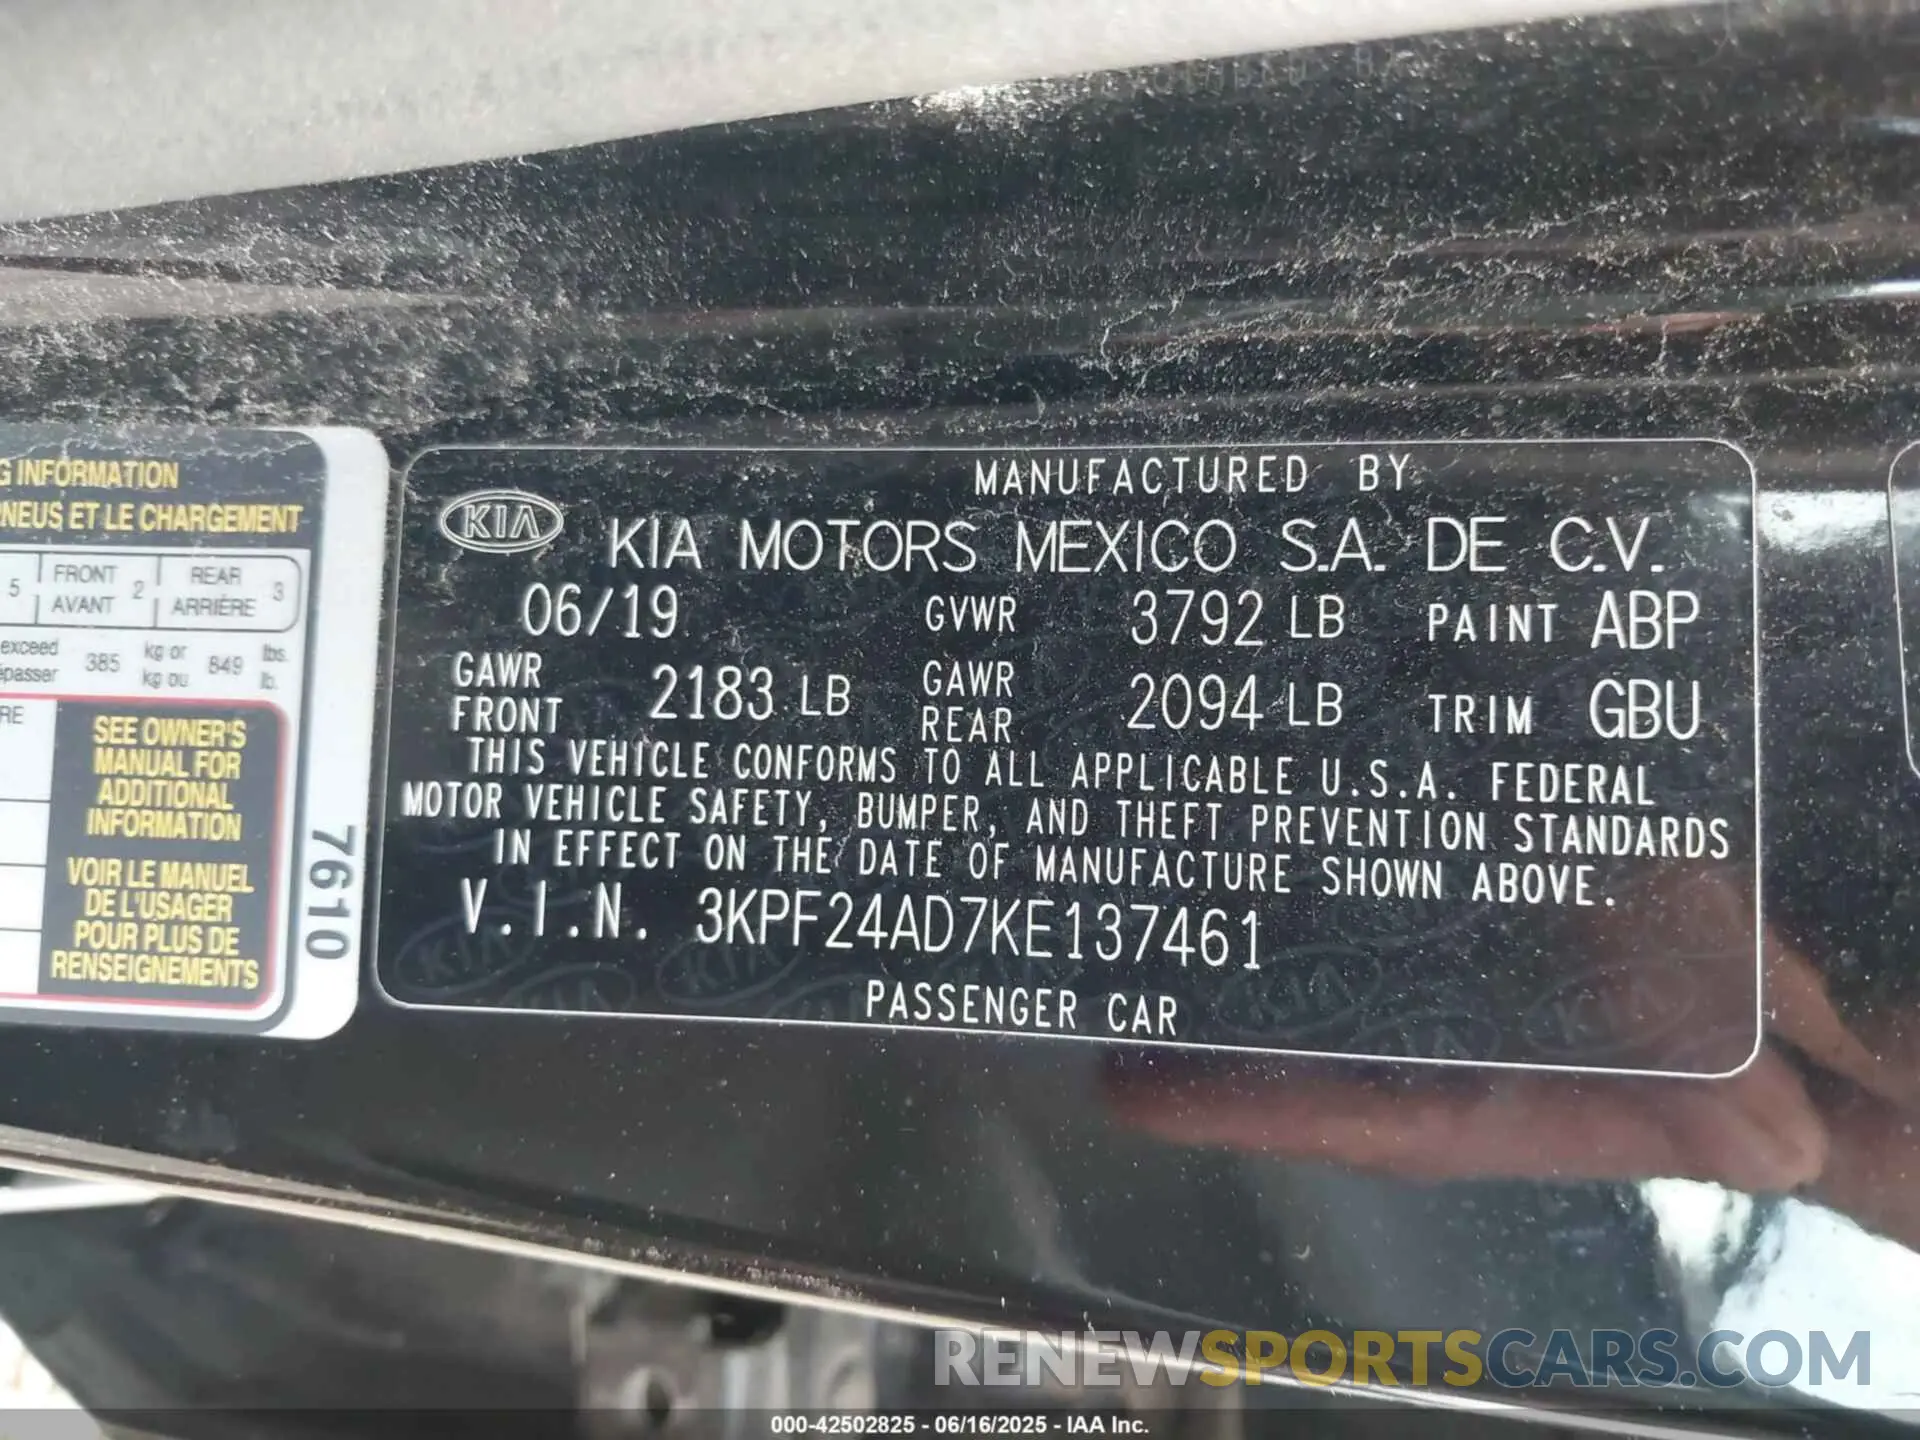 G INFORMATION
RNEUS ET LE CHARGEMENT
5 FRONT 2 REAR 3
AVANT ARRIÈRE
exceed 385 kg or 849 lbs.
épasser kg ou lb.
RE
SEE OWNER'S
MANUAL FOR
ADDITIONAL
INFORMATION
VOIR LE MANUEL
DE L'USAGER
POUR PLUS DE
RENSEIGNEMENTS
7610
MANUFACTURED BY
KIA KIA MOTORS MEXICO S.A. DE C.V.
06/19 GVWR 3792 LB PAINT ABP
GAWR FRONT 2183 LB GAWR REAR 2094 LB TRIM GBU
THIS VEHICLE CONFORMS TO ALL APPLICABLE U.S.A. FEDERAL
MOTOR VEHICLE SAFETY, BUMPER, AND THEFT PREVENTION STANDARDS
IN EFFECT ON THE DATE OF MANUFACTURE SHOWN ABOVE.
V.I.N. 3KPF24AD7KE137461
PASSENGER CAR
RENEWSPORTSCARS.COM
000-42502825 - 06/16/2025 - IAA Inc.